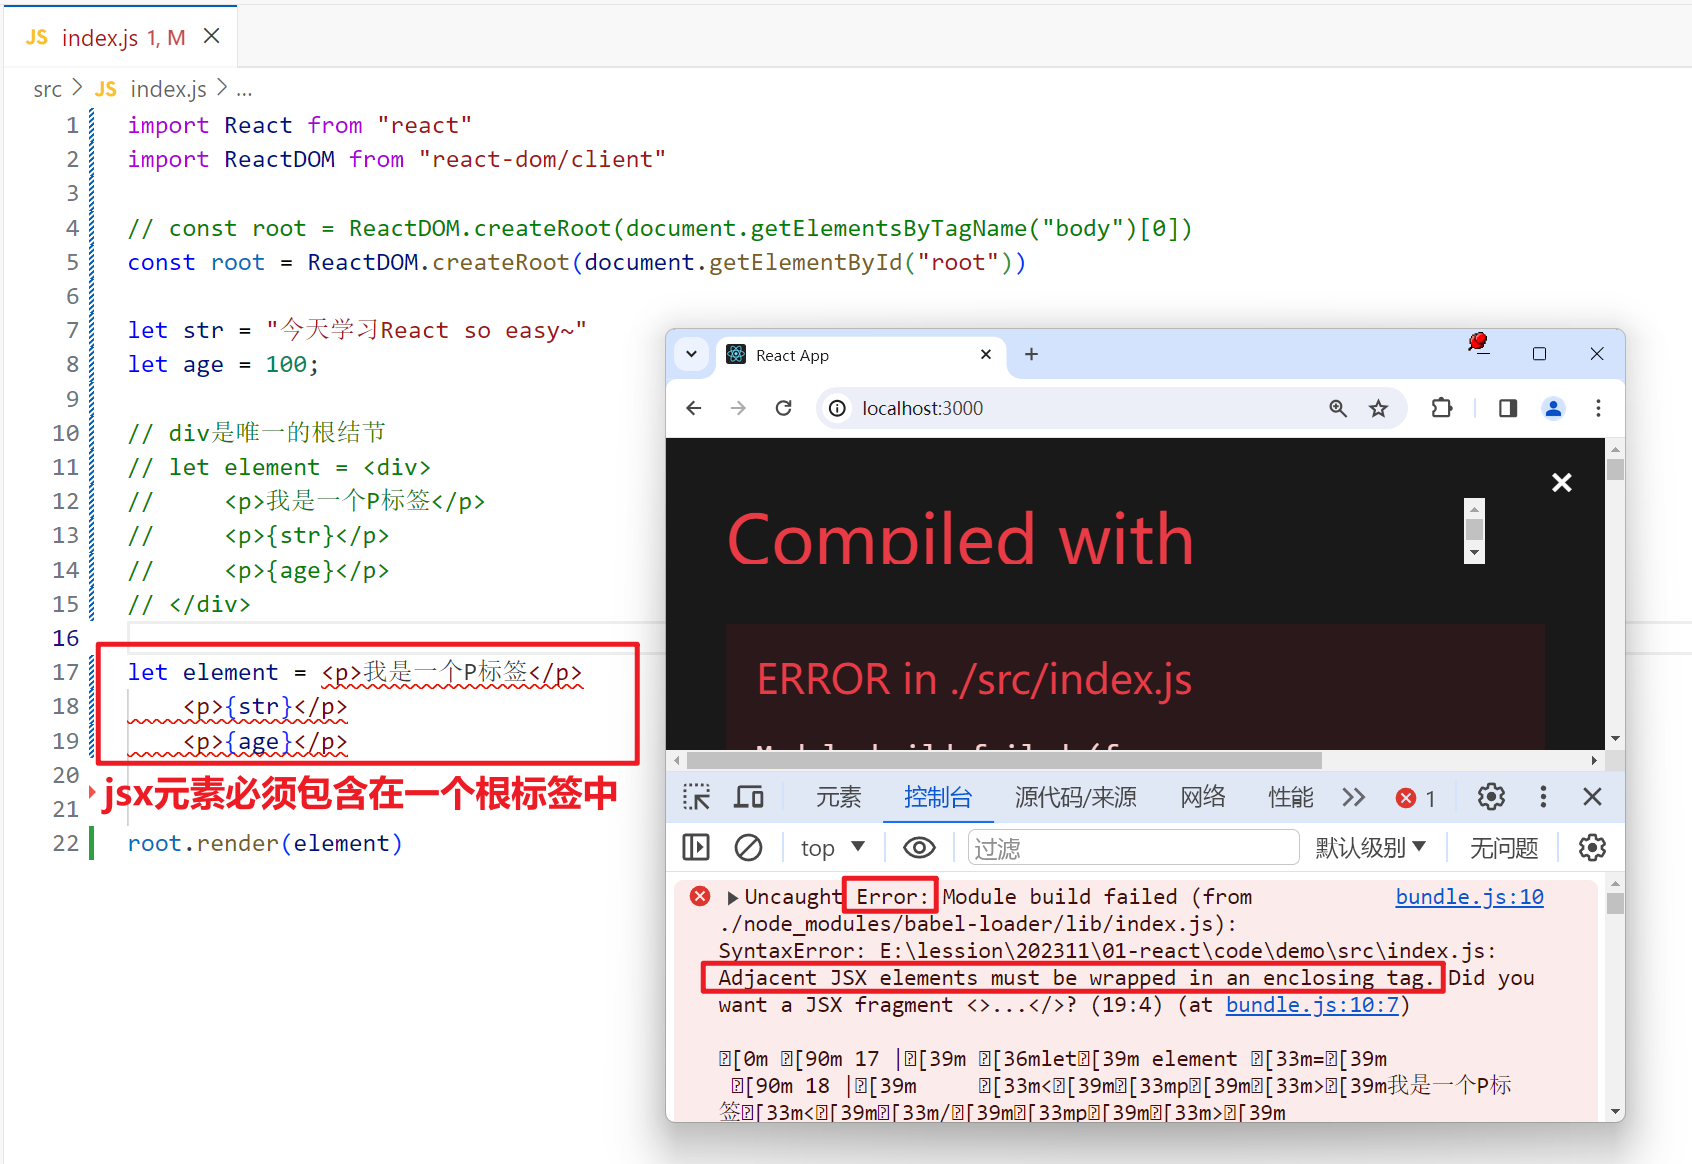 JS index.js 1, M
src > JS index.js > ...
1 import React from "react"
2 import ReactDOM from "react-dom/client"
3
4 // const root = ReactDOM.createRoot(document.getElementsByTagName("body")[0])
5 const root = ReactDOM.createRoot(document.getElementById("root"))
6
7 let str = "今天学习React so easy~"
8 let age = 100;
9
10 // div是唯一的根结节
11 // let element = <div>
12 //     <p>我是一个P标签</p>
13 //     <p>{str}</p>
14 //     <p>{age}</p>
15 // </div>
16
17 let element = <p>我是一个P标签</p>
18     <p>{str}</p>
19     <p>{age}</p>
20
jsx元素必须包含在一个根标签中
21
22 root.render(element)
React App
localhost:3000
Compiled with
ERROR in ./src/index.js
元素 控制台 源代码/来源 网络 性能 1
top 过滤 默认级别 无问题
Uncaught Error: Module build failed (from bundle.js:10
./node_modules/babel-loader/lib/index.js):
SyntaxError: E:\lession\202311\01-react\code\demo\src\index.js:
Adjacent JSX elements must be wrapped in an enclosing tag. Did you
want a JSX fragment <>...</>? (19:4) (at bundle.js:10:7)
[0m [90m 17 |[39m [36mlet[39m element [33m=[39m
[90m 18 |[39m     [33m<[39m[33mp[39m[33m>[39m我是一个P标
签[33m<[39m[33m/[39m[33mp[39m[33m>[39m